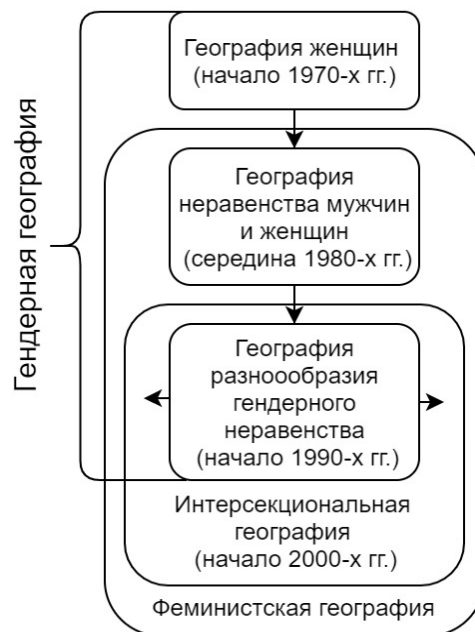 Гендерная география
География женщин
(начало 1970-х гг.)
География
неравенства мужчин
и женщин
(середина 1980-х гг.)
География
разноообразия
гендерного
неравенства
(начало 1990-х гг.)
Интерсекциональная
география
(начало 2000-х гг.)
Феминистская география